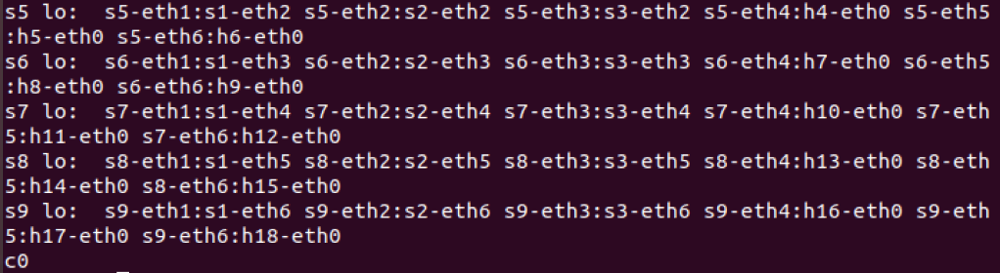 s5 lo:  s5-eth1:s1-eth2 s5-eth2:s2-eth2 s5-eth3:s3-eth2 s5-eth4:h4-eth0 s5-eth5
:h5-eth0 s5-eth6:h6-eth0
s6 lo:  s6-eth1:s1-eth3 s6-eth2:s2-eth3 s6-eth3:s3-eth3 s6-eth4:h7-eth0 s6-eth5
:h8-eth0 s6-eth6:h9-eth0
s7 lo:  s7-eth1:s1-eth4 s7-eth2:s2-eth4 s7-eth3:s3-eth4 s7-eth4:h10-eth0 s7-eth
5:h11-eth0 s7-eth6:h12-eth0
s8 lo:  s8-eth1:s1-eth5 s8-eth2:s2-eth5 s8-eth3:s3-eth5 s8-eth4:h13-eth0 s8-eth
5:h14-eth0 s8-eth6:h15-eth0
s9 lo:  s9-eth1:s1-eth6 s9-eth2:s2-eth6 s9-eth3:s3-eth6 s9-eth4:h16-eth0 s9-eth
5:h17-eth0 s9-eth6:h18-eth0
c0